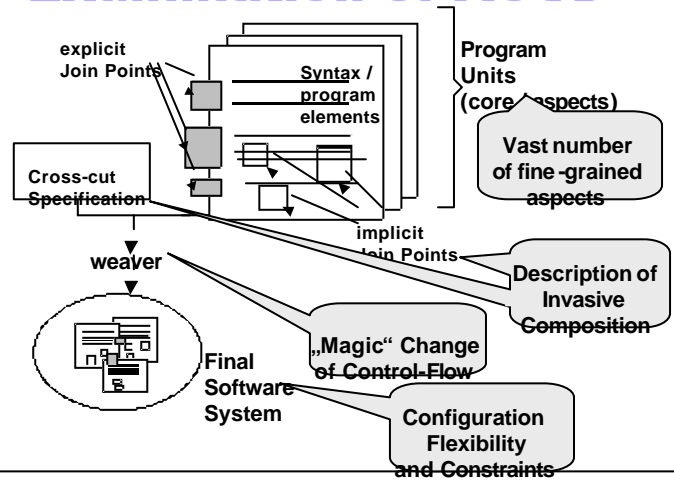 explicit
Join Points
Syntax /
program
elements
Program
Units
(core / aspects)
Vast number
of fine-grained
aspects
Cross-cut
Specification
implicit
Join Points
weaver
Description of
Invasive
Composition
„Magic“ Change
of Control-Flow
Final
Software
System
Configuration
Flexibility
and Constraints